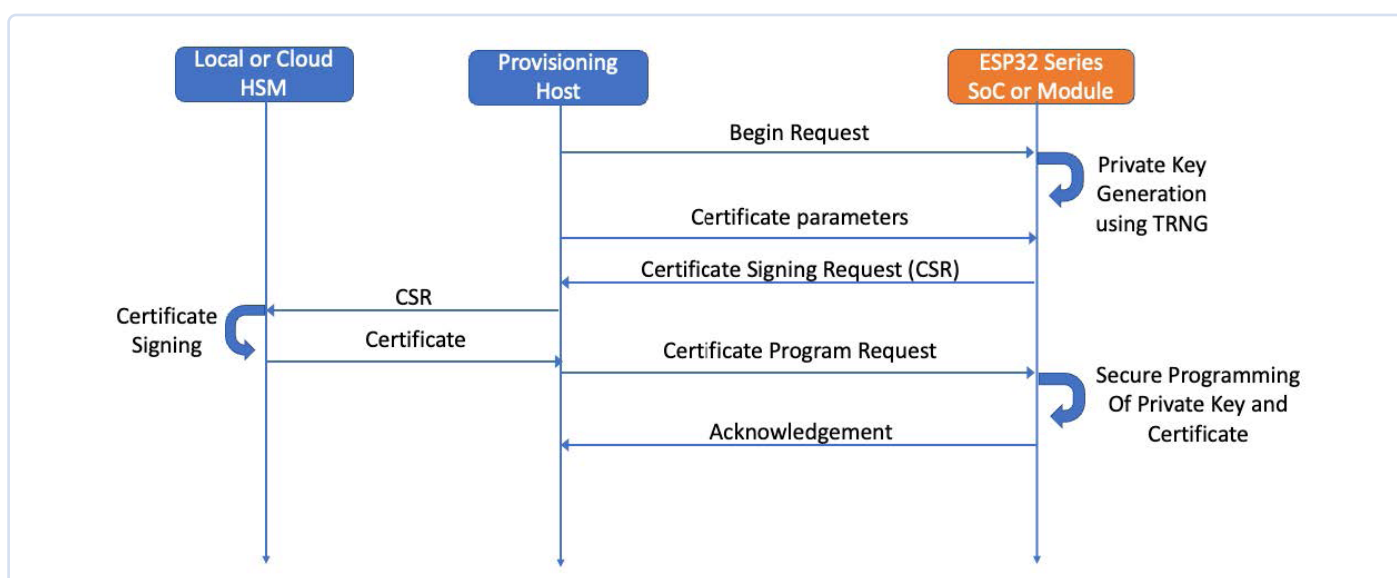 Local or Cloud
HSM
Provisioning
Host
ESP32 Series
SoC or Module
Begin Request
Private Key
Generation
using TRNG
Certificate parameters
Certificate Signing Request (CSR)
CSR
Certificate
Signing
Certificate
Certificate Program Request
Secure Programming
Of Private Key and
Certificate
Acknowledgement